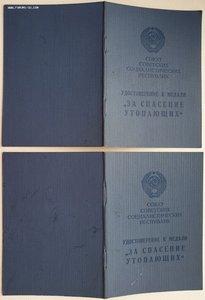 СОЮЗ
СОВЕТСКИХ
СОЦИАЛИСТИЧЕСКИХ
РЕСПУБЛИК
УДОСТОВЕРЕНИЕ К МЕДАЛИ
„ЗА СПАСЕНИЕ
УТОПАЮЩИХ“
СОЮЗ
СОВЕТСКИХ
СОЦИАЛИСТИЧЕСКИХ
РЕСПУБЛИК
УДОСТОВЕРЕНИЕ К МЕДАЛИ
„ЗА СПАСЕНИЕ
УТОПАЮЩИХ“